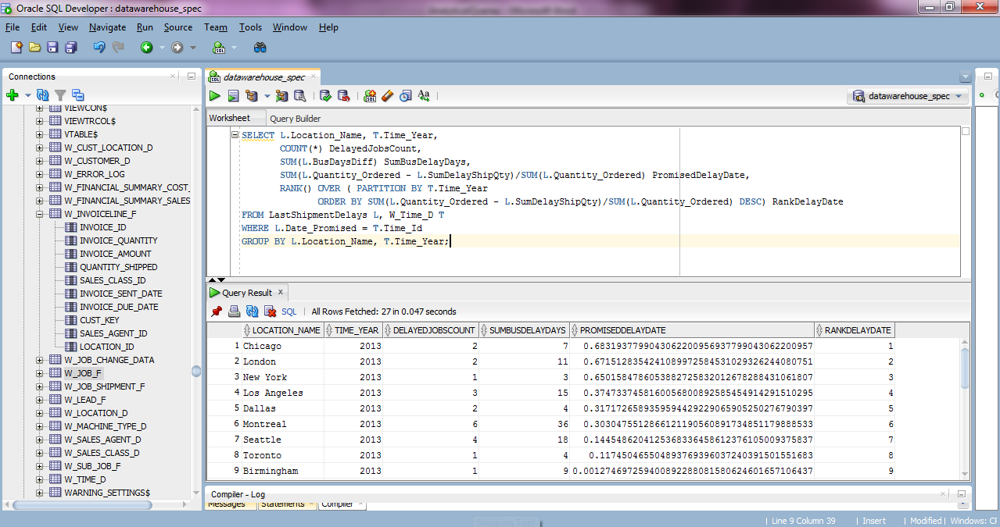 Oracle SQL Developer : datawarehouse_spec
File Edit View Navigate Run Source Team Tools Window Help
Connections
VIEWCON$
VIEWTRCOL$
VTABLE$
W_CUST_LOCATION_D
W_CUSTOMER_D
W_ERROR_LOG
W_FINANCIAL_SUMMARY_COST_
W_FINANCIAL_SUMMARY_SALES
W_INVOICELINE_F
INVOICE_ID
INVOICE_QUANTITY
INVOICE_AMOUNT
QUANTITY_SHIPPED
SALES_CLASS_ID
INVOICE_SENT_DATE
INVOICE_DUE_DATE
CUST_KEY
SALES_AGENT_ID
LOCATION_ID
W_JOB_CHANGE_DATA
W_JOB_F
W_JOB_SHIPMENT_F
W_LEAD_F
W_LOCATION_D
W_MACHINE_TYPE_D
W_SALES_AGENT_D
W_SALES_CLASS_D
W_SUB_JOB_F
W_TIME_D
WARNING_SETTINGS$
datawarehouse_spec
datawarehouse_spec
Worksheet Query Builder
SELECT L.Location_Name, T.Time_Year,
COUNT(*) DelayedJobsCount,
SUM(L.BusDaysDiff) SumBusDelayDays,
SUM(L.Quantity_Ordered - L.SumDelayShipQty)/SUM(L.Quantity_Ordered) PromisedDelayDate,
RANK() OVER ( PARTITION BY T.Time_Year
ORDER BY SUM(L.Quantity_Ordered - L.SumDelayShipQty)/SUM(L.Quantity_Ordered) DESC) RankDelayDate
FROM LastShipmentDelays L, W_Time_D T
WHERE L.Date_Promised = T.Time_Id
GROUP BY L.Location_Name, T.Time_Year;
Query Result
SQL | All Rows Fetched: 27 in 0.047 seconds
LOCATION_NAME TIME_YEAR DELAYEDJOBSCOUNT SUMBUSDELAYDAYS PROMISEDDELAYDATE RANKDELAYDATE
1 Chicago 2013 2 7 0.6831937799043062200956937799043062200957 1
2 London 2013 2 11 0.6715128354241089972584531029326244080751 2
3 New York 2013 1 3 0.6501584786053882725832012678288431061807 3
4 Los Angeles 2013 3 15 0.3747337458160056800892585454914291510295 4
5 Dallas 2013 2 4 0.3171726589359594429229065905250276790397 5
6 Montreal 2013 6 36 0.3030475512866121190560891734851179888533 6
7 Seattle 2013 4 18 0.1445486204125368336458612376105009375837 7
8 Toronto 2013 1 4 0.117450465504893769396037240391501551683 8
9 Birmingham 2013 1 9 0.0012746972594008922880815806246016571​06437 9
Compiler - Log
Messages Statements Compiler
Line 9 Column 39 | Insert | Modified | Windows: CF